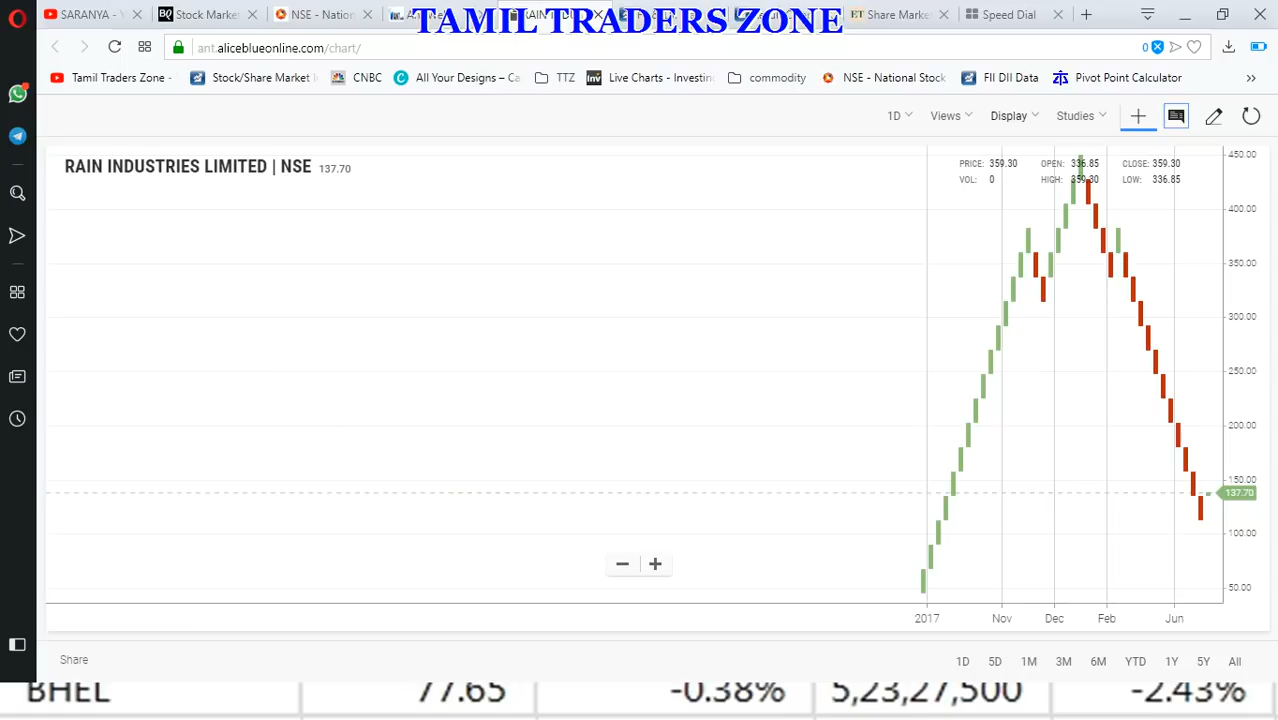 TAMIL TRADERS ZONE
SARANYA - Y
Stock Market
NSE - Nation
Share Market
Speed Dial
ant.aliceblueonline.com/chart/
0
Tamil Traders Zone -
Stock/Share Market I
CNBC
All Your Designs – Ca
TTZ
Live Charts - Investin
commodity
NSE - National Stock
FII DII Data
Pivot Point Calculator
1D
Views
Display
Studies
RAIN INDUSTRIES LIMITED | NSE 137.70
PRICE: 359.30 OPEN: 336.85 CLOSE: 359.30
VOL: 0 HIGH: 359.30 LOW: 336.85
450.00
400.00
350.00
300.00
250.00
200.00
150.00
137.70
100.00
50.00
2017 Nov Dec Feb Jun
Share
1D 5D 1M 3M 6M YTD 1Y 5Y All
BHEL 77.65 -0.38% 5,23,27,500 -2.43%